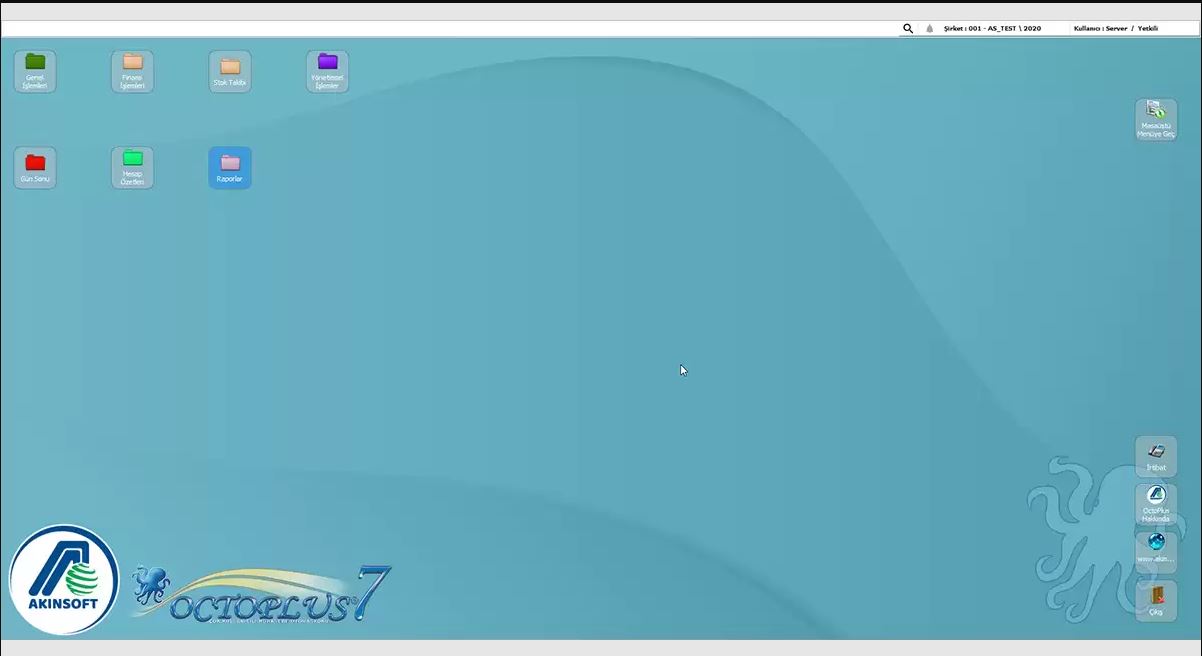 Şirket : 001 - AS_TEST \ 2020
Kullanıcı : Server / Yetkili
Genel
İşlemleri
Finans
İşlemleri
Stok Takibi
Yönetimsel
İşlemler
Masaüstü
Menüye Geç
Gün Sonu
Hesap
Özetleri
Raporlar
İrtibat
OctoPlus
Hakkında
www.akin...
Çıkış
AKINSOFT
OCTOPLUS 7